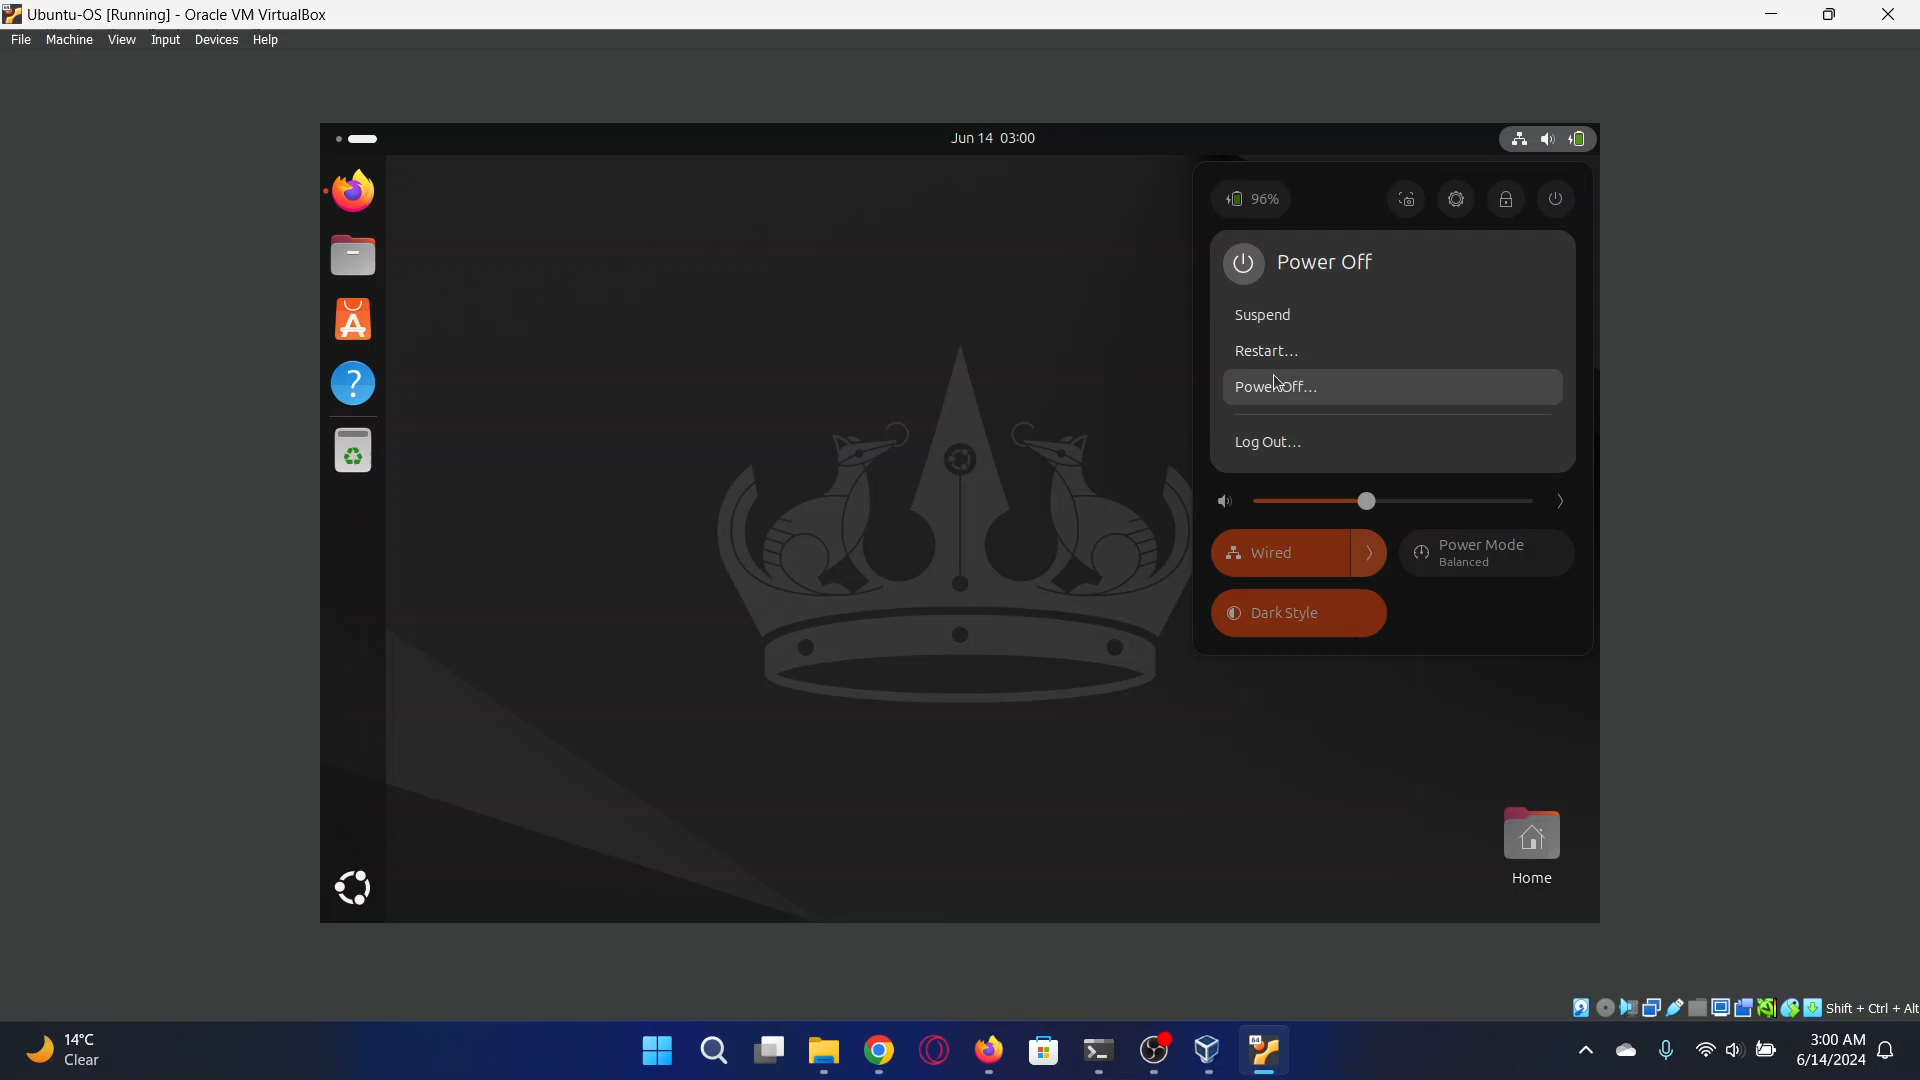 Ubuntu-OS [Running] - Oracle VM VirtualBox
File Machine View Input Devices Help
Jun 14 03:00
96%
Power Off
Suspend
Restart...
Power Off...
Log Out...
Wired
Power Mode
Balanced
Dark Style
Home
Shift + Ctrl + Alt
14°C
Clear
3:00 AM
6/14/2024